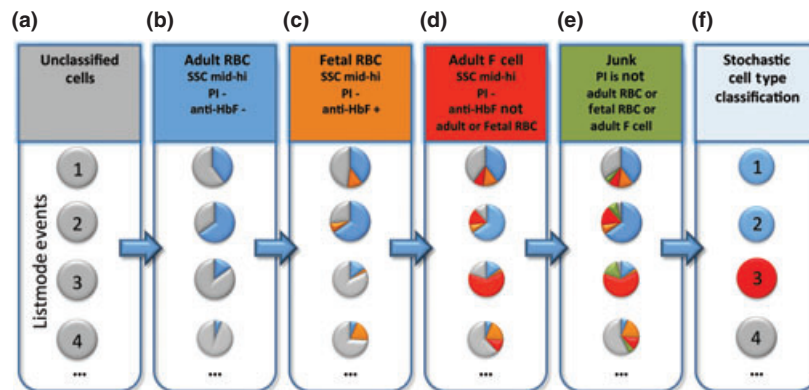 (a) (b) (c) (d) (e) (f)
Unclassified
cells
Adult RBC
SSC mid-hi
PI -
anti-HbF -
Fetal RBC
SSC mid-hi
PI -
anti-HbF +
Adult F cell
SSC mid-hi
PI -
anti-HbF not
adult or Fetal RBC
Junk
PI is not
adult RBC or
fetal RBC or
adult F cell
Stochastic
cell type
classification
Listmode events
1
2
3
4
...
...
...
...
...
1
2
3
4
...